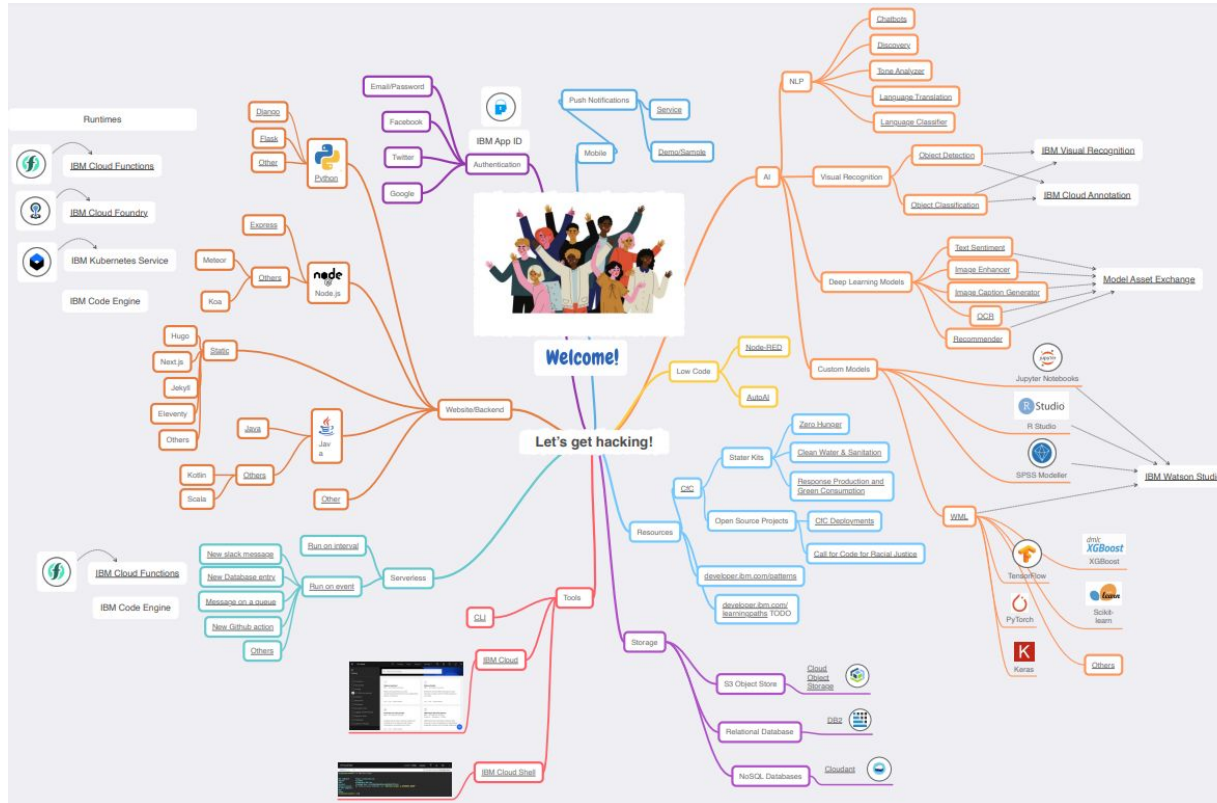 Runtimes
IBM Cloud Functions
IBM Cloud Foundry
IBM Kubernetes Service
IBM Code Engine
Django
Flask
Other
Python
Express
Meteor
Others
Koa
node
Node.js
Hugo
Next.js
Static
Jekyll
Eleventy
Others
Java
Jav
a
Kotlin
Others
Scala
Other
Website/Backend
Email/Password
Facebook
Twitter
Google
IBM App ID
Authentication
Push Notifications
Service
Mobile
Demo/Sample
Welcome!
Let's get hacking!
AI
NLP
Chatbots
Discovery
Tone Analyzer
Language Translation
Language Classifier
Visual Recognition
Object Detection
Object Classification
IBM Visual Recognition
IBM Cloud Annotation
Deep Learning Models
Text Sentiment
Image Enhancer
Image Caption Generator
OCR
Recommender
Model Asset Exchange
Custom Models
jupyter
Jupyter Notebooks
R Studio
R Studio
SPSS Modeller
IBM Watson Studi
WML
TensorFlow
dmlc
XGBoost
XGBoost
PyTorch
learn
Scikit-
learn
K
Keras
Others
Low Code
Node-RED
AutoAI
Resources
CfC
Stater Kits
Zero Hunger
Clean Water & Sanitation
Response Production and
Green Consumption
Open Source Projects
CfC Deployments
Call for Code for Racial Justice
developer.ibm.com/patterns
developer.ibm.com/
learningpaths TODO
Storage
S3 Object Store
Cloud
Object
Storage
Relational Database
DB2
NoSQL Databases
Cloudant
Tools
CLI
IBM Cloud
IBM Cloud Shell
Serverless
Run on interval
Run on event
New slack message
New Database entry
Message on a queue
New Github action
Others
IBM Cloud Functions
IBM Code Engine